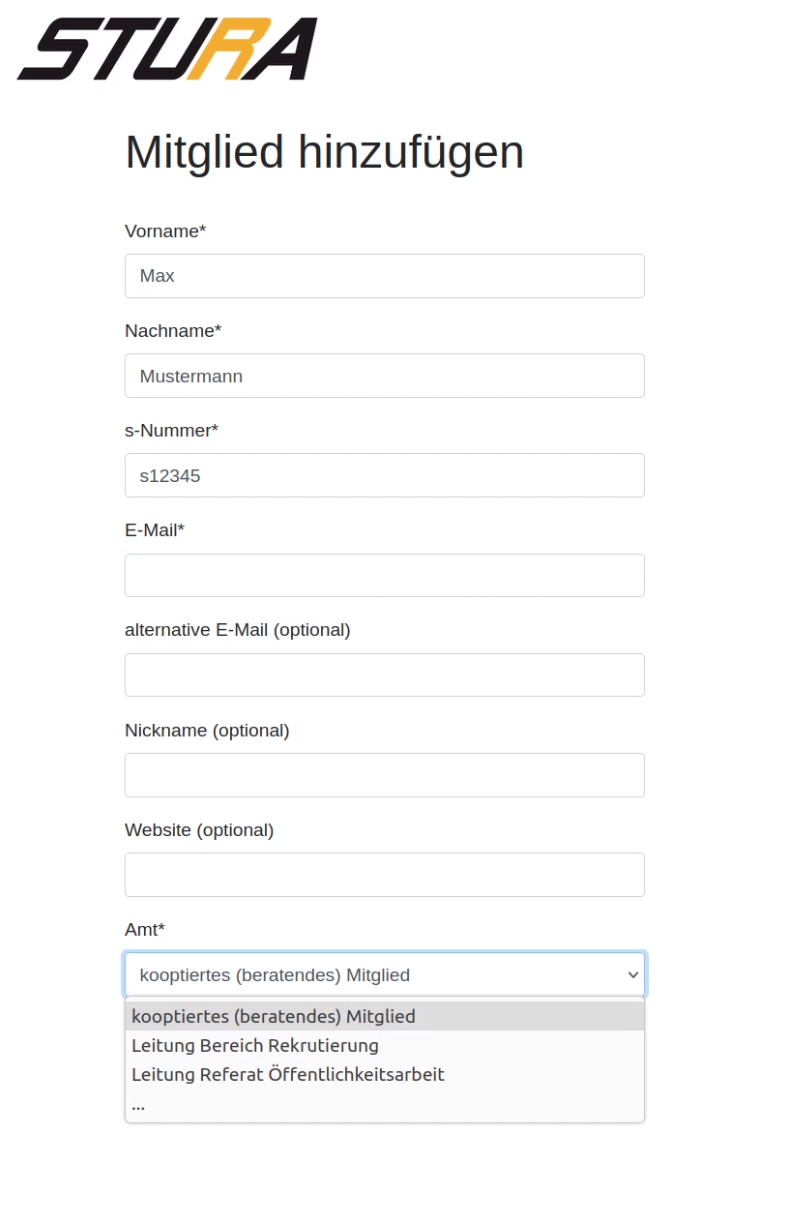 STURA
Mitglied hinzufügen
Vorname*
Max
Nachname*
Mustermann
s-Nummer*
s12345
E-Mail*
alternative E-Mail (optional)
Nickname (optional)
Website (optional)
Amt*
kooptiertes (beratendes) Mitglied
kooptiertes (beratendes) Mitglied
Leitung Bereich Rekrutierung
Leitung Referat Öffentlichkeitsarbeit
...